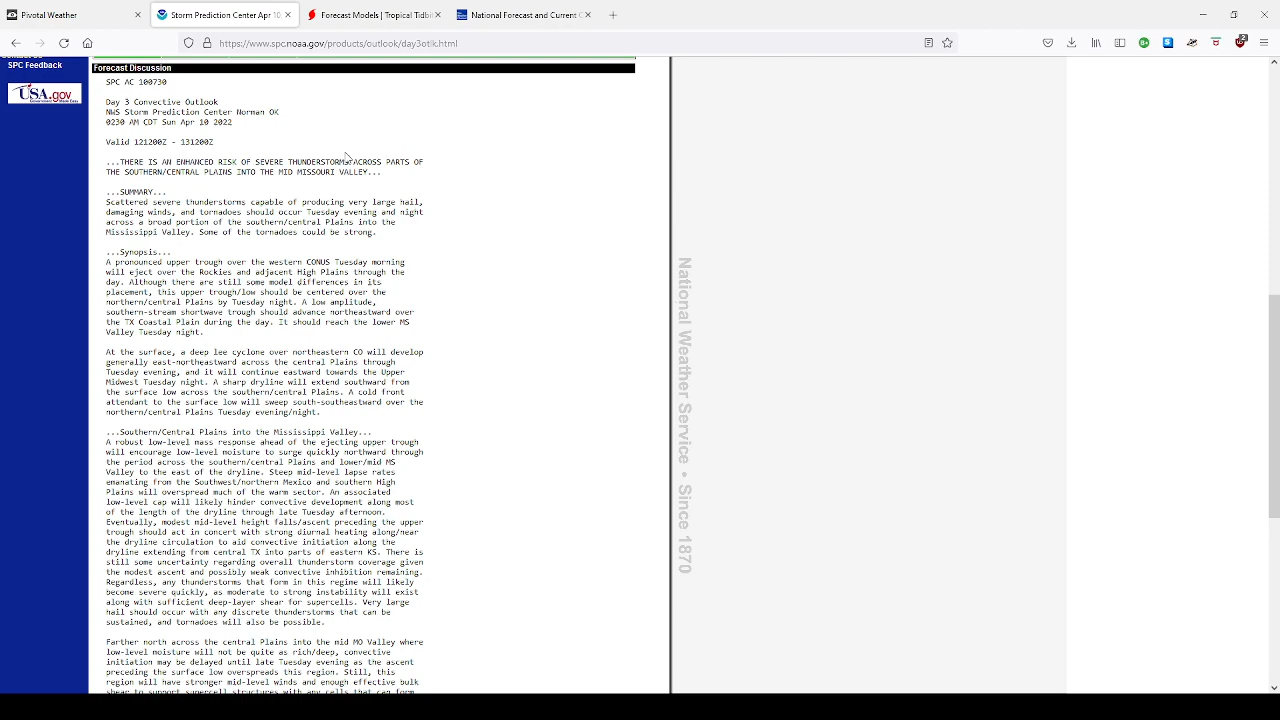 Pivotal Weather
Storm Prediction Center Apr 10,
Forecast Models | Tropical Tidbit
National Forecast and Current C
https://www.spc.noaa.gov/products/outlook/day3otlk.html
2
SPC Feedback
USA.gov
Government Made Easy
Forecast Discussion
SPC AC 100730
Day 3 Convective Outlook
NWS Storm Prediction Center Norman OK
0230 AM CDT Sun Apr 10 2022
Valid 121200Z - 131200Z
...THERE IS AN ENHANCED RISK OF SEVERE THUNDERSTORMS ACROSS PARTS OF
THE SOUTHERN/CENTRAL PLAINS INTO THE MID MISSOURI VALLEY...
...SUMMARY...
Scattered severe thunderstorms capable of producing very large hail,
damaging winds, and tornadoes should occur Tuesday evening and night
across a broad portion of the southern/central Plains into the
Mississippi Valley. Some of the tornadoes could be strong.
...Synopsis...
A pronounced upper trough over the western CONUS Tuesday morning
will eject over the Rockies and adjacent High Plains through the
day. Although there are still some model differences in its
placement, this upper trough/low should be centered over the
northern/central Plains by Tuesday night. A low amplitude,
southern-stream shortwave trough should advance northeastward over
the TX Coastal Plain during the day. It should reach the lower MS
Valley Tuesday night.
At the surface, a deep lee cyclone over northeastern CO will develop
generally east-northeastward across the central Plains through
Tuesday evening, and it will continue eastward towards the Upper
Midwest Tuesday night. A sharp dryline will extend southward from
the surface low across the southern/central Plains. A cold front
attendant to the surface low will sweep south-southeastward over the
northern/central Plains Tuesday evening/night.
...Southern/Central Plains into the Mississippi Valley...
A robust low-level mass response ahead of the ejecting upper trough
will encourage low-level moisture to surge quickly northward through
the period across the southern/central Plains and lower/mid MS
Valley to the east of the dryline. Steep mid-level lapse rates
emanating from the Southwest/northern Mexico and southern High
Plains will overspread much of the warm sector. An associated
low-level cap will likely hinder convective development along most
of the length of the dryline through late Tuesday afternoon.
Eventually, modest mid-level height falls/ascent preceding the upper
trough should act in concert with strong diurnal heating along/near
the dryline circulation to aid convective initiation along the
dryline extending from central TX into parts of eastern KS. There is
still some uncertainty regarding overall thunderstorm coverage given
the modest ascent and possibly weak convective inhibition remaining.
Regardless, any thunderstorms that form in this regime will likely
become severe quickly, as moderate to strong instability will exist
along with sufficient deep-layer shear for supercells. Very large
hail should occur with any discrete thunderstorms that can be
sustained, and tornadoes will also be possible.
Farther north across the central Plains into the mid MO Valley where
low-level moisture will not be quite as rich/deep, convective
initiation may be delayed until late Tuesday evening as the ascent
preceding the surface low overspreads this region. Still, this
region will have stronger mid-level winds and enough effective bulk
shear to support supercell structures with any cells that can form
National Weather Service • Since 1870